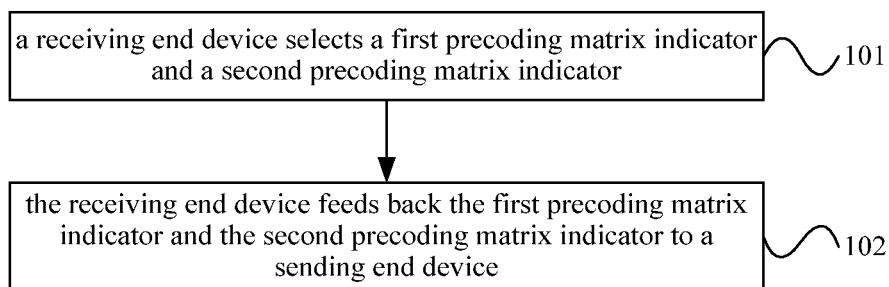 a receiving end device selects a first precoding matrix indicator
and a second precoding matrix indicator
101
the receiving end device feeds back the first precoding matrix
indicator and the second precoding matrix indicator to a
sending end device
102